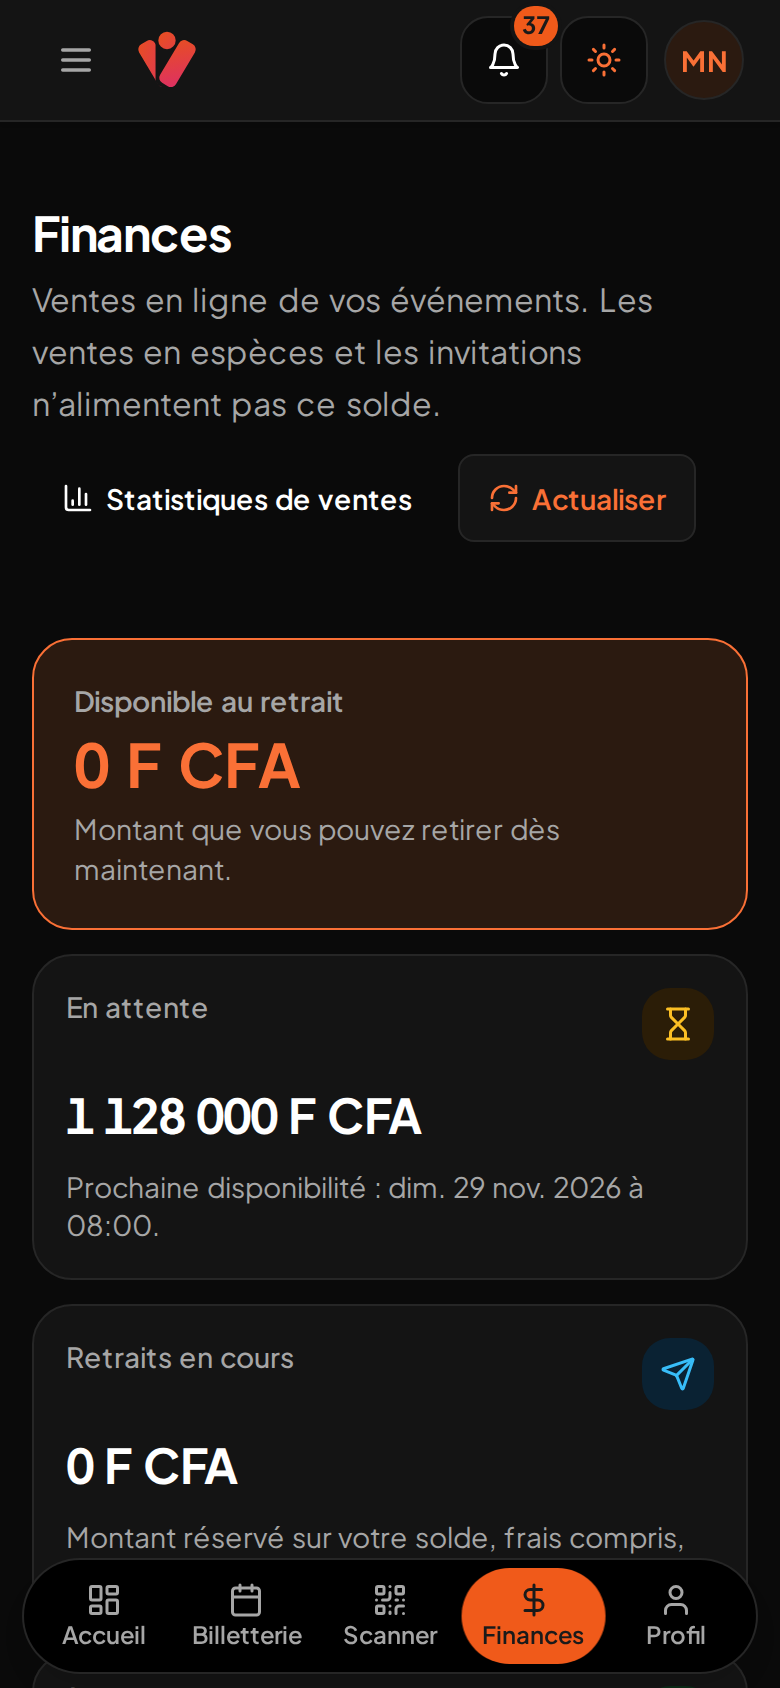 37
MN
Finances
Ventes en ligne de vos événements. Les
ventes en espèces et les invitations
n’alimentent pas ce solde.
Statistiques de ventes
Actualiser
Disponible au retrait
0 F CFA
Montant que vous pouvez retirer dès
maintenant.
En attente
1 128 000 F CFA
Prochaine disponibilité : dim. 29 nov. 2026 à
08:00.
Retraits en cours
0 F CFA
Montant réservé sur votre solde, frais compris,
Accueil
Billetterie
Scanner
Finances
Profil